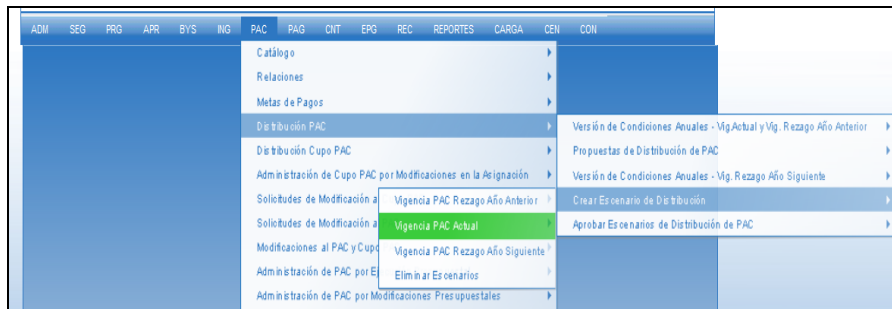 ADM SEG PRG APR BYS ING PAC PAG CNT EPG REC REPORTES CARGA CEN CON
Catálogo
Relaciones
Metas de Pagos
Distribución PAC
Distribución Cupo PAC
Administración de Cupo PAC por Modificaciones en la Asignación
Solicitudes de Modificación a
Solicitudes de Modificación a
Modificaciones al PAC y Cupo
Administración de PAC por Ej
Administración de PAC por Modificaciones Presupuestales
Versión de Condiciones Anuales - Vig.Actual y Vig. Rezago Año Anterior
Propuestas de Distribución de PAC
Versión de Condiciones Anuales - Vig. Rezago Año Siguiente
Crear Escenario de Distribución
Aprobar Escenarios de Distribución de PAC
Vigencia PAC Rezago Año Anterior
Vigencia PAC Actual
Vigencia PAC Rezago Año Siguiente
Eliminar Escenarios